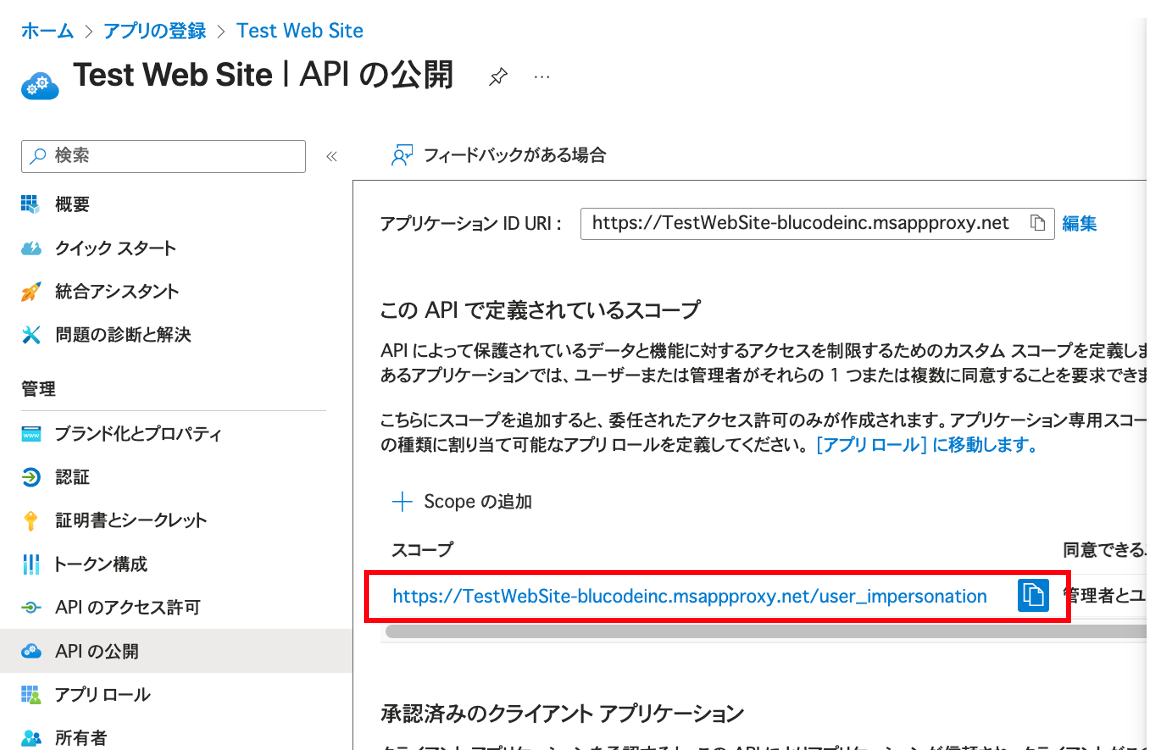 ホーム > アプリの登録 > Test Web Site
Test Web Site | API の公開
検索
概要
クイック スタート
統合アシスタント
問題の診断と解決
管理
ブランド化とプロパティ
認証
証明書とシークレット
トークン構成
API のアクセス許可
API の公開
アプリ ロール
所有者
フィードバックがある場合
アプリケーション ID URI : https://TestWebSite-blucodeinc.msappproxy.net 編集
この API で定義されているスコープ
API によって保護されているデータと機能に対するアクセスを制限するためのカスタム スコープを定義しま
あるアプリケーションでは、ユーザーまたは管理者がそれらの 1 つまたは複数に同意することを要求できま
こちらにスコープを追加すると、委任されたアクセス許可のみが作成されます。アプリケーション専用スコー
の種類に割り当て可能なアプリ ロールを定義してください。[アプリ ロール] に移動します。
Scope の追加
スコープ 同意できる
https://TestWebSite-blucodeinc.msappproxy.net/user_impersonation 管理者とユ
承認済みのクライアント アプリケーション